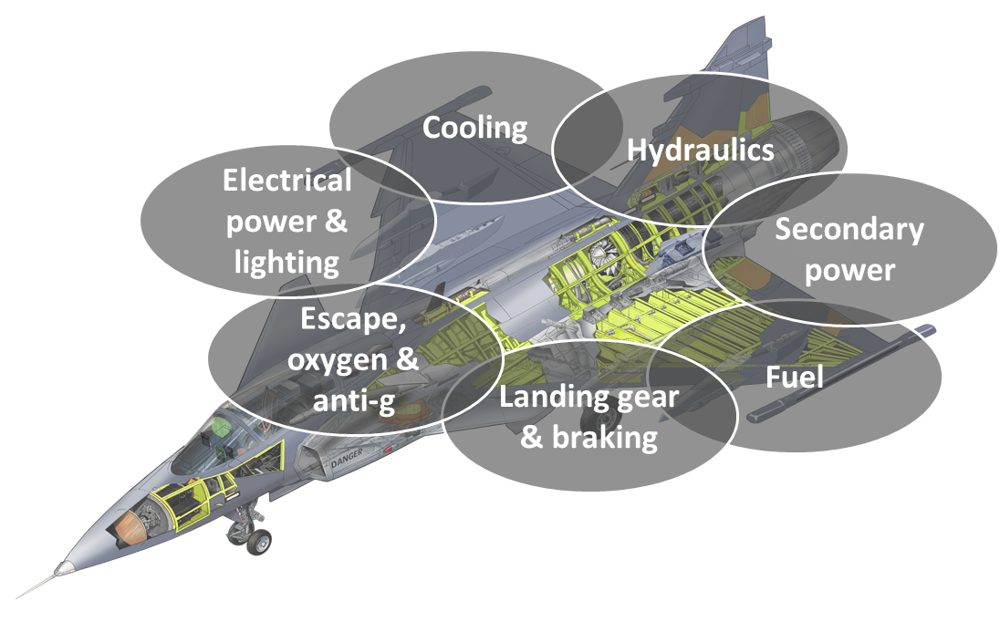 Cooling
Hydraulics
Electrical
power &
lighting
Secondary
power
Escape,
oxygen &
anti-g
Fuel
Landing gear
& braking
DANGER